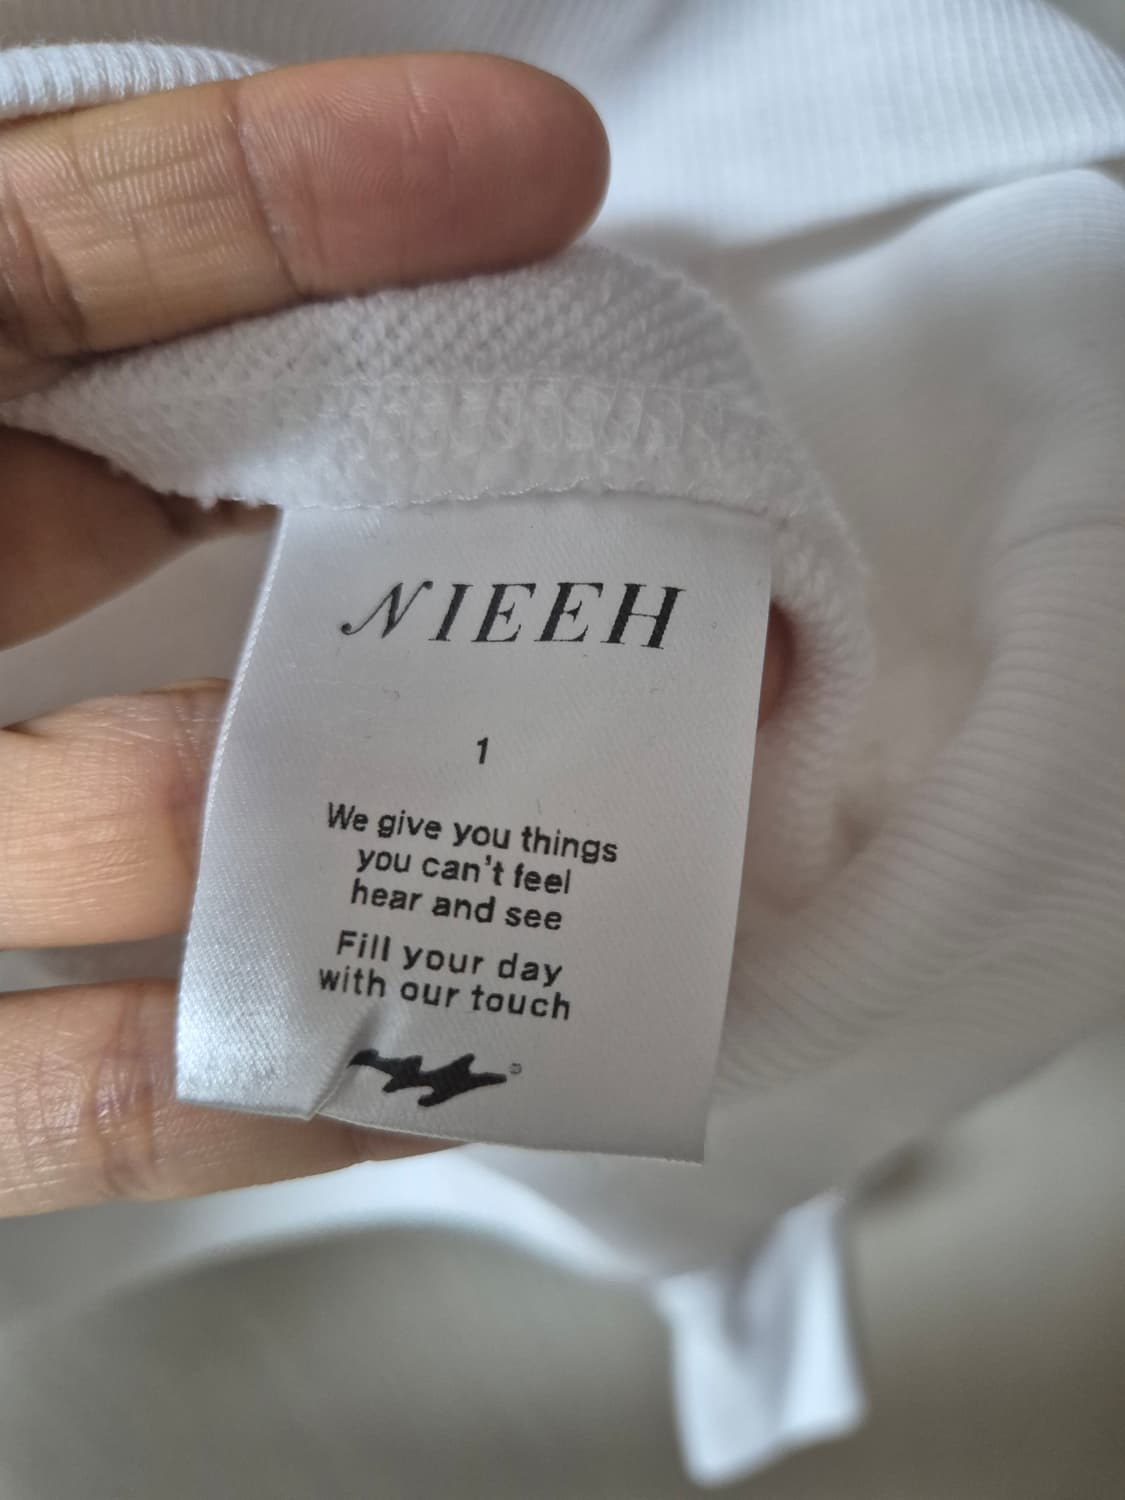 NIEEH
1
We give you things
you can't feel
hear and see
Fill your day
with our touch